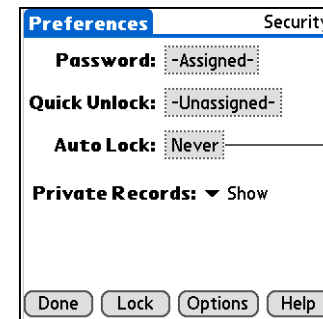 Preferences Security
Password: -Assigned-
Quick Unlock: -Unassigned-
Auto Lock: Never
Private Records: Show
Done Lock Options Help